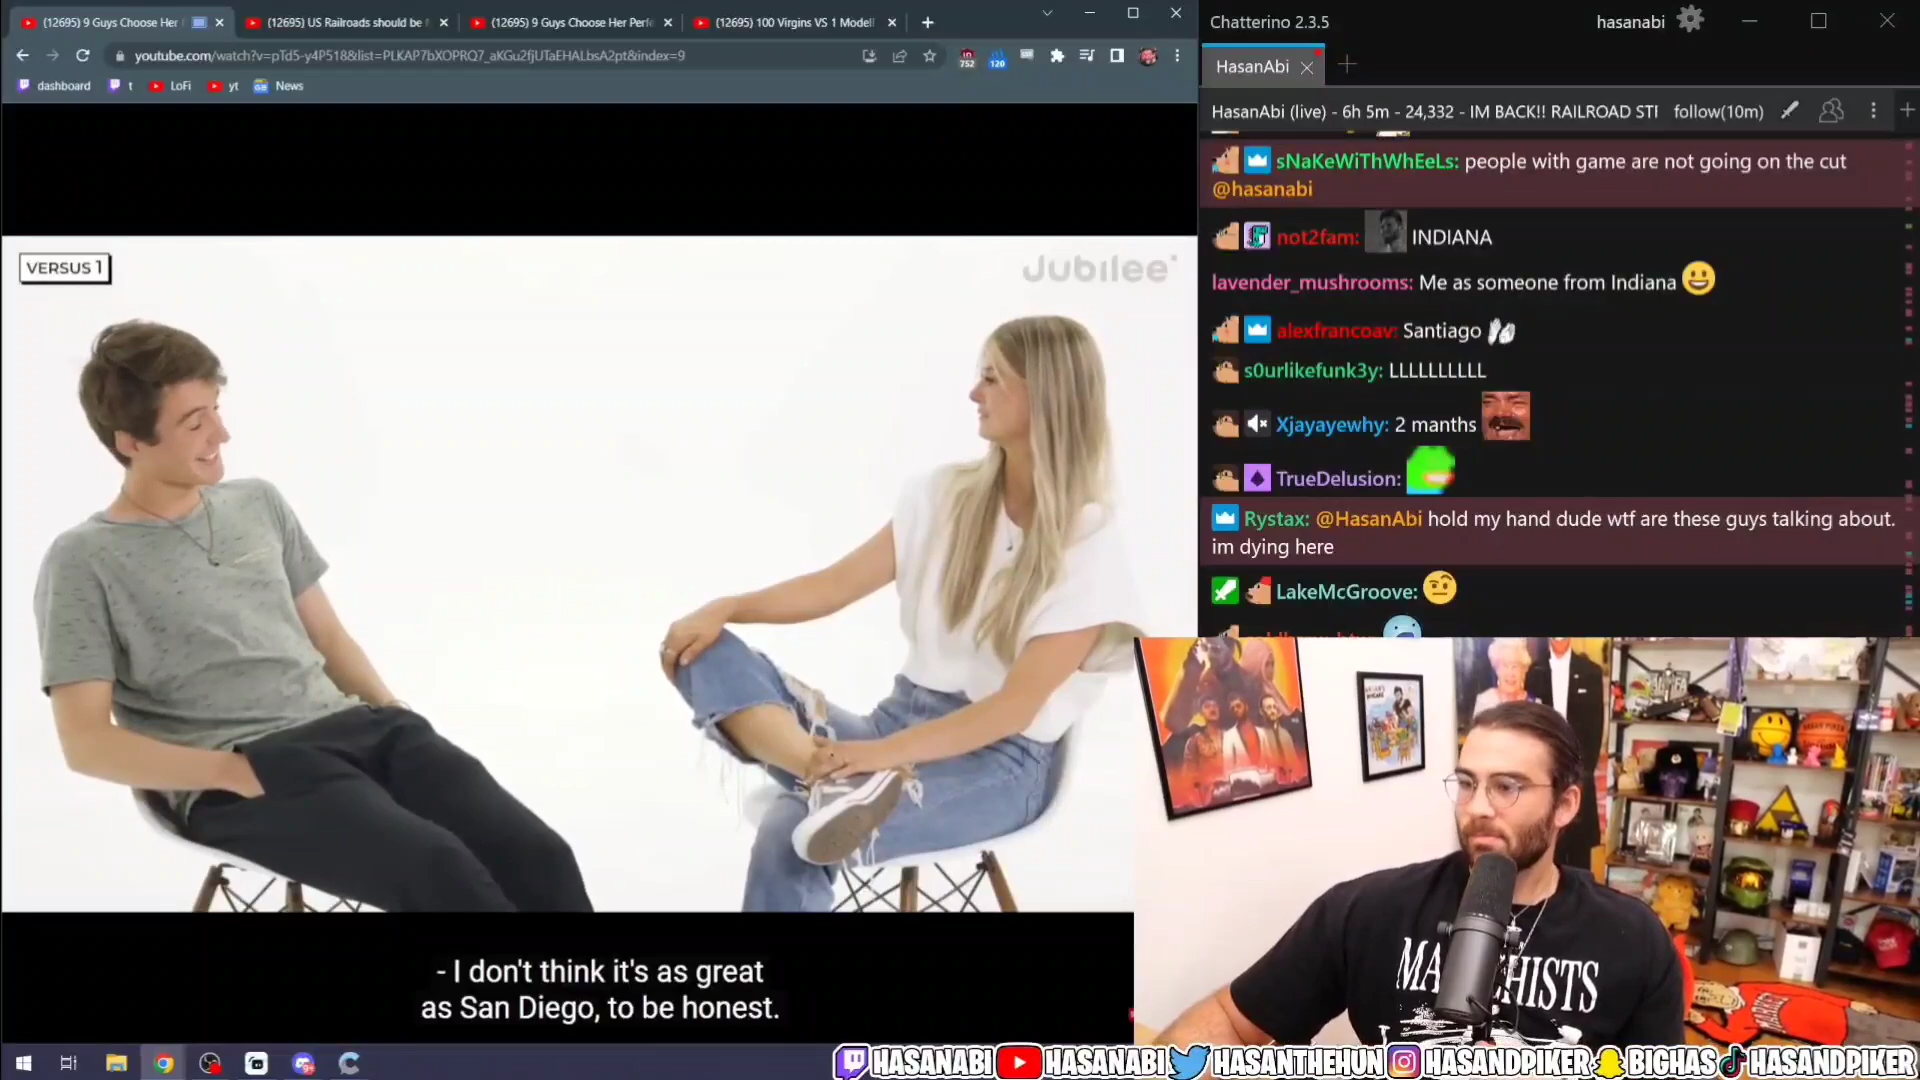 (12695) 9 Guys Choose Her
(12695) US Railroads should be
(12695) 9 Guys Choose Her Perf
(12695) 100 Virgins VS 1 Modell
youtube.com/watch?v=pTd5-y4P518&list=PLKAP7bXOPRQ7_aKGu2fjUTaEHALbsA2pt&index=9
752
120
dashboard
t
LoFi
yt
News
VERSUS 1
Jubilee
- I don't think it's as great
as San Diego, to be honest.
Chatterino 2.3.5
hasanabi
HasanAbi
HasanAbi (live) - 6h 5m - 24,332 - IM BACK!! RAILROAD STI
follow(10m)
sNaKeWiThWhEeLs: people with game are not going on the cut
@hasanabi
not2fam: INDIANA
lavender_mushrooms: Me as someone from Indiana 😀
alexfrancoav: Santiago
s0urlikefunk3y: LLLLLLLLLL
Xjayayewhy: 2 manths
TrueDelusion:
Rystax: @HasanAbi hold my hand dude wtf are these guys talking about.
im dying here
LakeMcGroove: 🤨
HASANABI HASANABI HASANTHEHUN HASANDPIKER BIGHAS HASANDPIKER